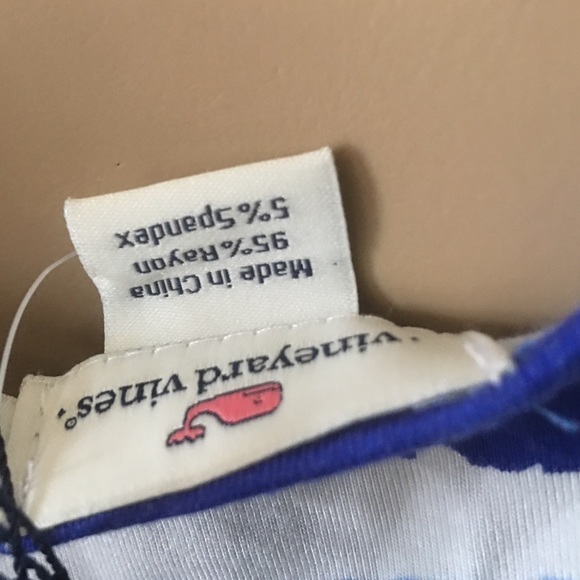 vineyard vines®.
Made in China
95% Rayon
5% Spandex